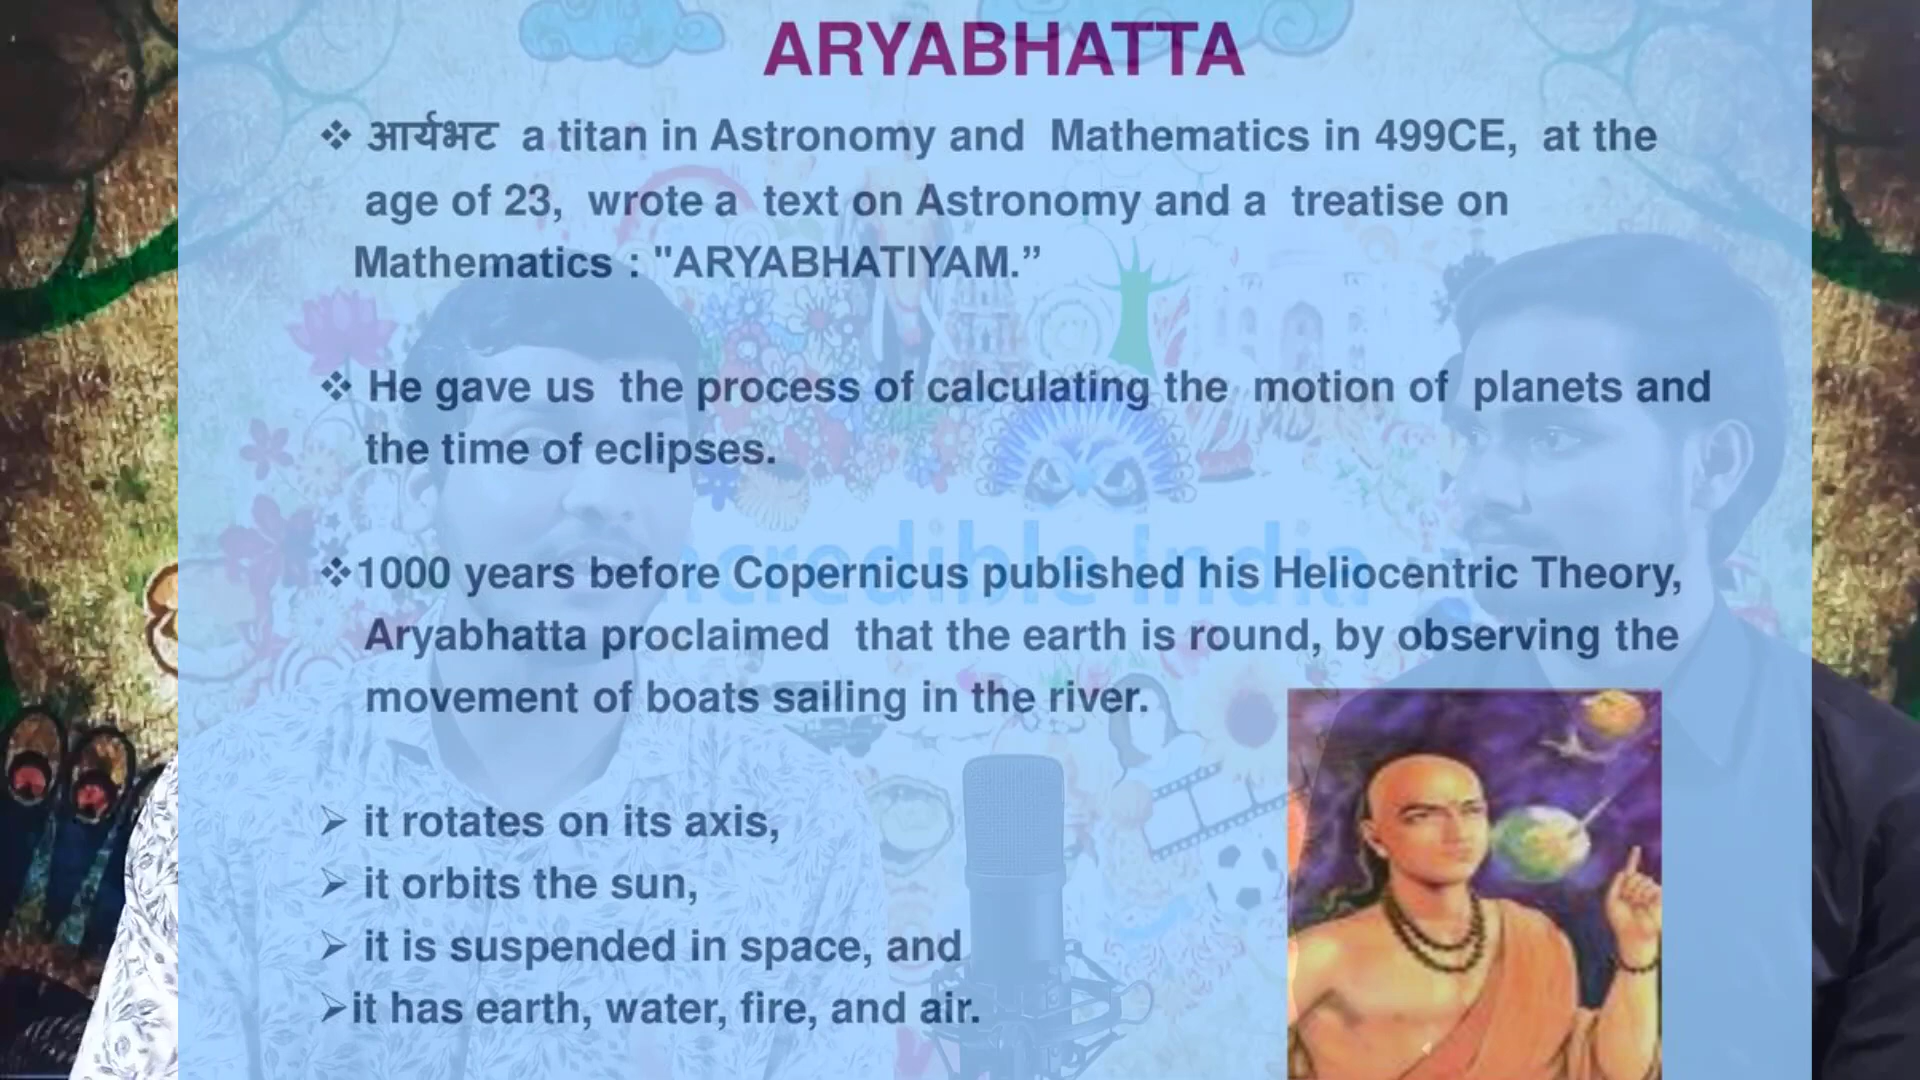 ARYABHATTA
❖ आर्यभट a titan in Astronomy and Mathematics in 499CE, at the
age of 23, wrote a text on Astronomy and a treatise on
Mathematics : "ARYABHATIYAM.”
❖ He gave us the process of calculating the motion of planets and
the time of eclipses.
❖1000 years before Copernicus published his Heliocentric Theory,
Aryabhatta proclaimed that the earth is round, by observing the
movement of boats sailing in the river.
➢ it rotates on its axis,
➢ it orbits the sun,
➢ it is suspended in space, and
➢it has earth, water, fire, and air.
ncredible india